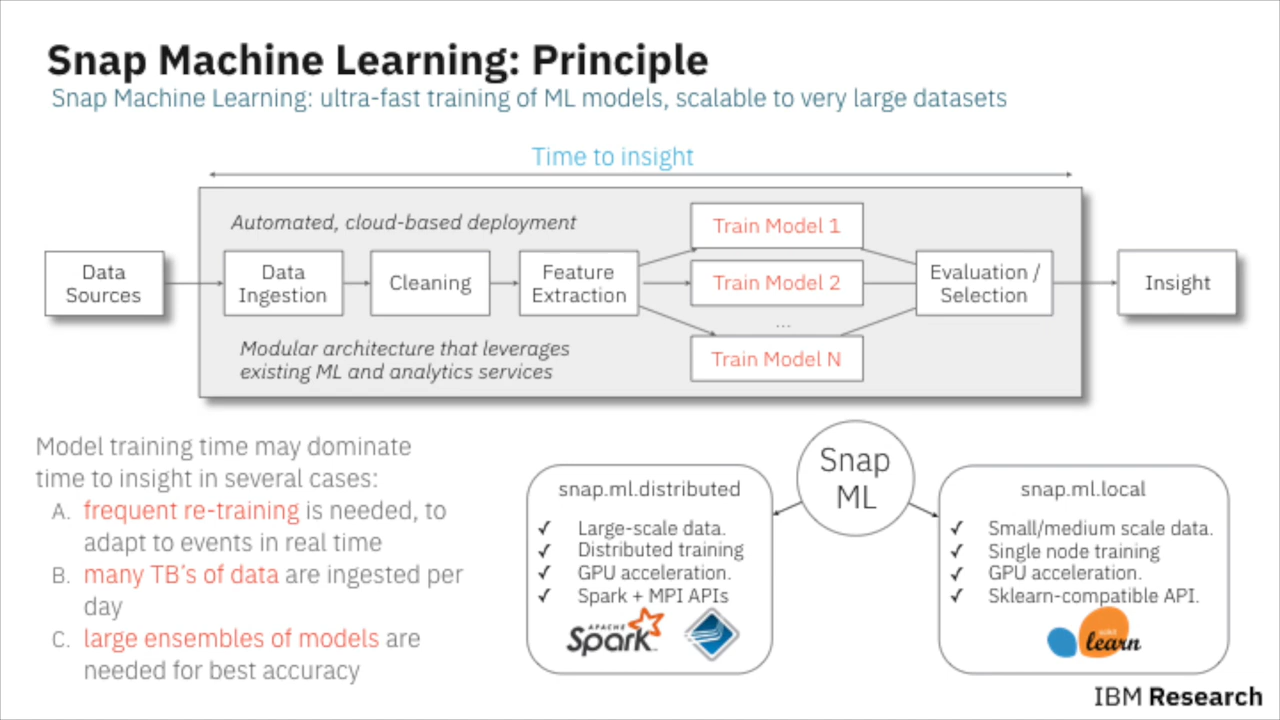 Snap Machine Learning: Principle
Snap Machine Learning: ultra-fast training of ML models, scalable to very large datasets
Time to insight
Automated, cloud-based deployment
Data
Sources
Data
Ingestion
Cleaning
Feature
Extraction
Train Model 1
Train Model 2
...
Train Model N
Evaluation /
Selection
Insight
Modular architecture that leverages
existing ML and analytics services
Model training time may dominate
time to insight in several cases:
A. frequent re-training is needed, to
adapt to events in real time
B. many TB's of data are ingested per
day
C. large ensembles of models are
needed for best accuracy
Snap
ML
snap.ml.distributed
✓ Large-scale data.
✓ Distributed training
✓ GPU acceleration.
✓ Spark + MPI APIs
APACHE
Spark
snap.ml.local
✓ Small/medium scale data.
✓ Single node training
✓ GPU acceleration.
✓ Sklearn-compatible API.
scikit
learn
IBM Research